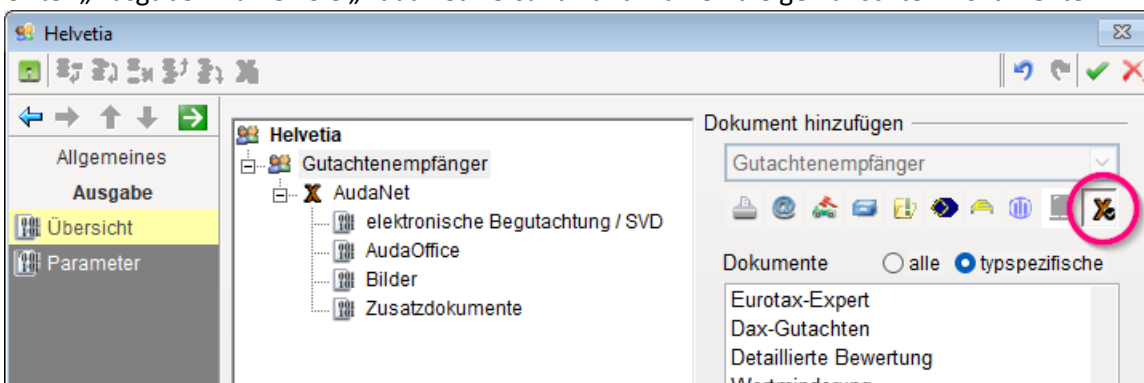 Helvetia
Allgemeines
Ausgabe
Übersicht
Parameter
Helvetia
Gutachtenempfänger
AudaNet
elektronische Begutachtung / SVD
AudaOffice
Bilder
Zusatzdokumente
Dokument hinzufügen
Gutachtenempfänger
Dokumente alle typspezifische
Eurotax-Expert
Dax-Gutachten
Detaillierte Bewertung